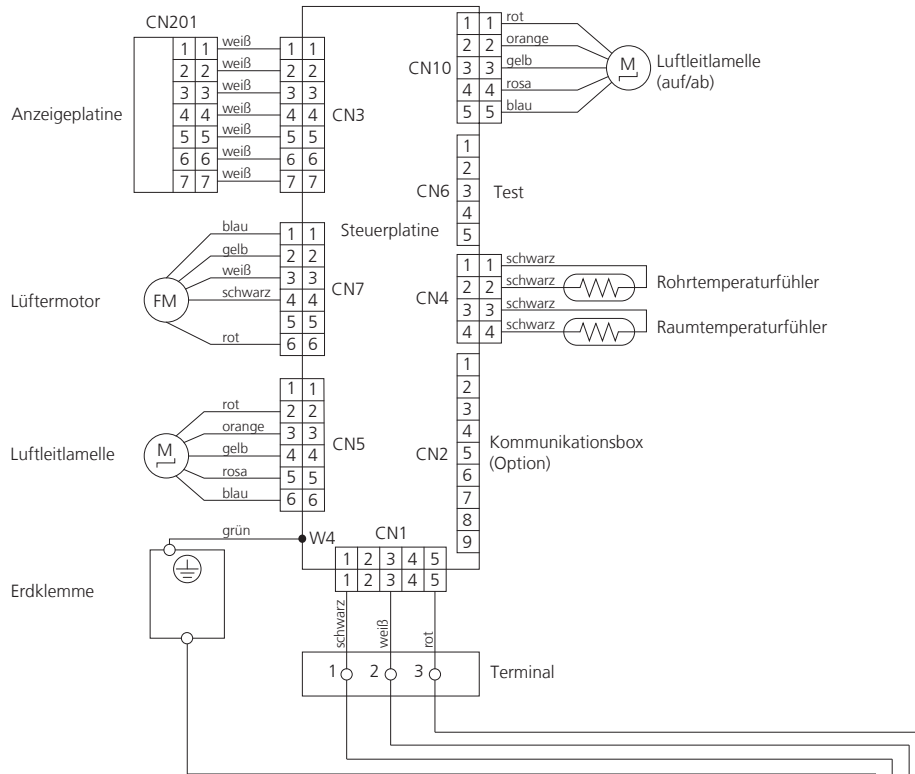 CN201
1 1 weiß 1 1
2 2 weiß 2 2
3 3 weiß 3 3
4 4 weiß 4 4
5 5 weiß 5 5
6 6 weiß 6 6
7 7 weiß 7 7
Anzeigeplatine
CN3
CN10
1 1 rot
2 2 orange
3 3 gelb
4 4 rosa
5 5 blau
M
Luftleitlamelle
(auf/ab)
1
2
3
4
5
CN6
Test
Steuerplatine
Lüftermotor
FM
blau 1 1
gelb 2 2
weiß 3 3
schwarz 4 4
5 5
rot 6 6
CN7
CN4
1 1 schwarz
2 2 schwarz
3 3 schwarz
4 4 schwarz
Rohrtemperaturfühler
Raumtemperaturfühler
Luftleitlamelle
M
1 1
rot 2 2
orange 3 3
gelb 4 4
rosa 5 5
blau 6 6
CN5
CN2
1
2
3
4
5
6
7
8
9
Kommunikationsbox
(Option)
grün
W4
CN1
1 2 3 4 5
1 2 3 4 5
Erdklemme
schwarz
weiß
rot
1 2 3
Terminal